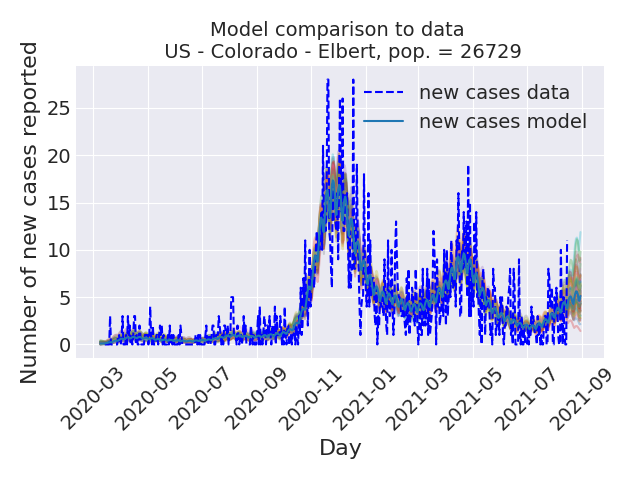 Model comparison to data
US - Colorado - Elbert, pop. = 26729
Number of new cases reported
25
20
15
10
5
0
new cases data
new cases model
2020-03
2020-05
2020-07
2020-09
2020-11
2021-01
2021-03
2021-05
2021-07
2021-09
Day